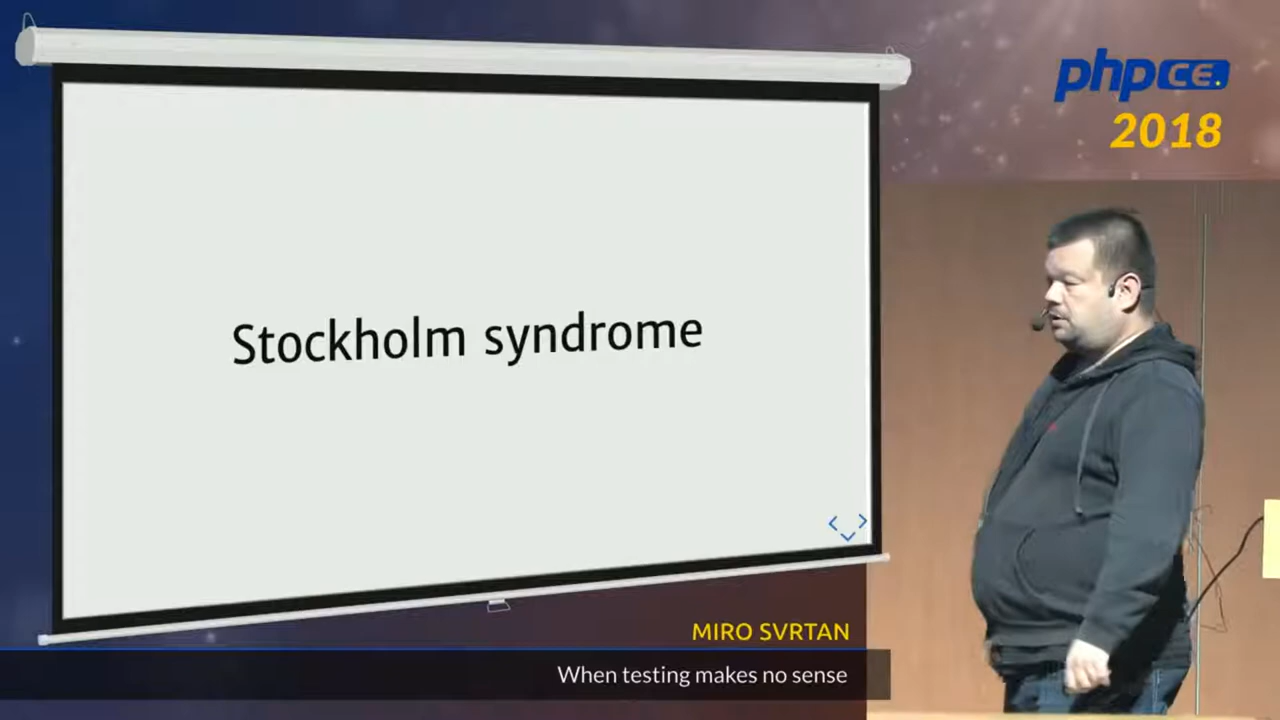 phpce.
2018
Stockholm syndrome
MIRO SVRTAN
When testing makes no sense